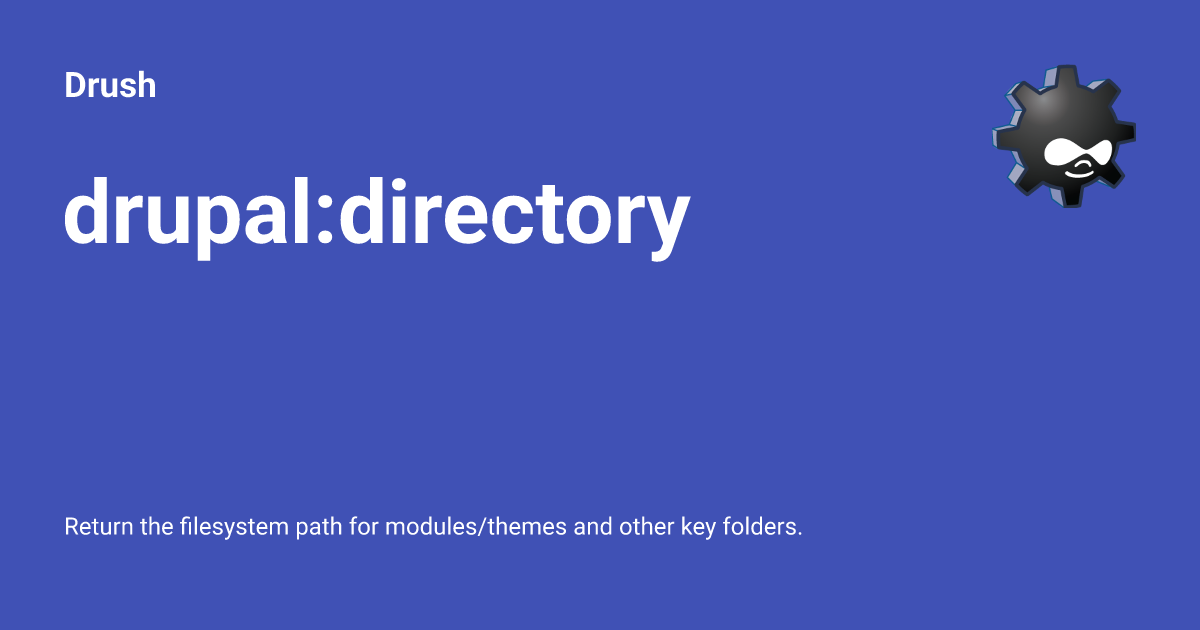 Drush
drupal:directory
Return the filesystem path for modules/themes and other key folders.